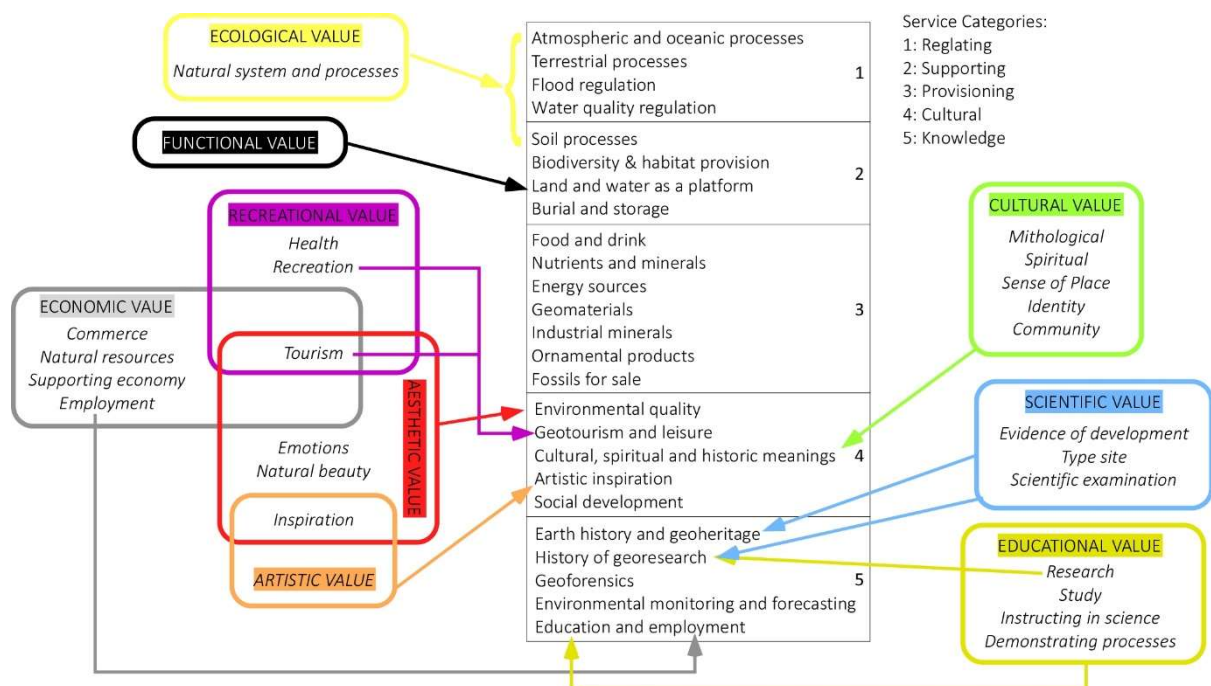 ECOLOGICAL VALUE
Natural system and processes
FUNCTIONAL VALUE
RECREATIONAL VALUE
Health
Recreation
ECONOMIC VAUE
Commerce
Natural resources
Supporting economy
Employment
Tourism
AESTHETIC VALUE
Emotions
Natural beauty
Inspiration
ARTISTIC VALUE
Atmospheric and oceanic processes
Terrestrial processes
Flood regulation
Water quality regulation
1
Soil processes
Biodiversity & habitat provision
Land and water as a platform
Burial and storage
2
Food and drink
Nutrients and minerals
Energy sources
Geomaterials
Industrial minerals
Ornamental products
Fossils for sale
3
Environmental quality
Geotourism and leisure
Cultural, spiritual and historic meanings
Artistic inspiration
Social development
4
Earth history and geoheritage
History of georesearch
Geoforensics
Environmental monitoring and forecasting
Education and employment
5
Service Categories:
1: Reglating
2: Supporting
3: Provisioning
4: Cultural
5: Knowledge
CULTURAL VALUE
Mithological
Spiritual
Sense of Place
Identity
Community
SCIENTIFIC VALUE
Evidence of development
Type site
Scientific examination
EDUCATIONAL VALUE
Research
Study
Instructing in science
Demonstrating processes